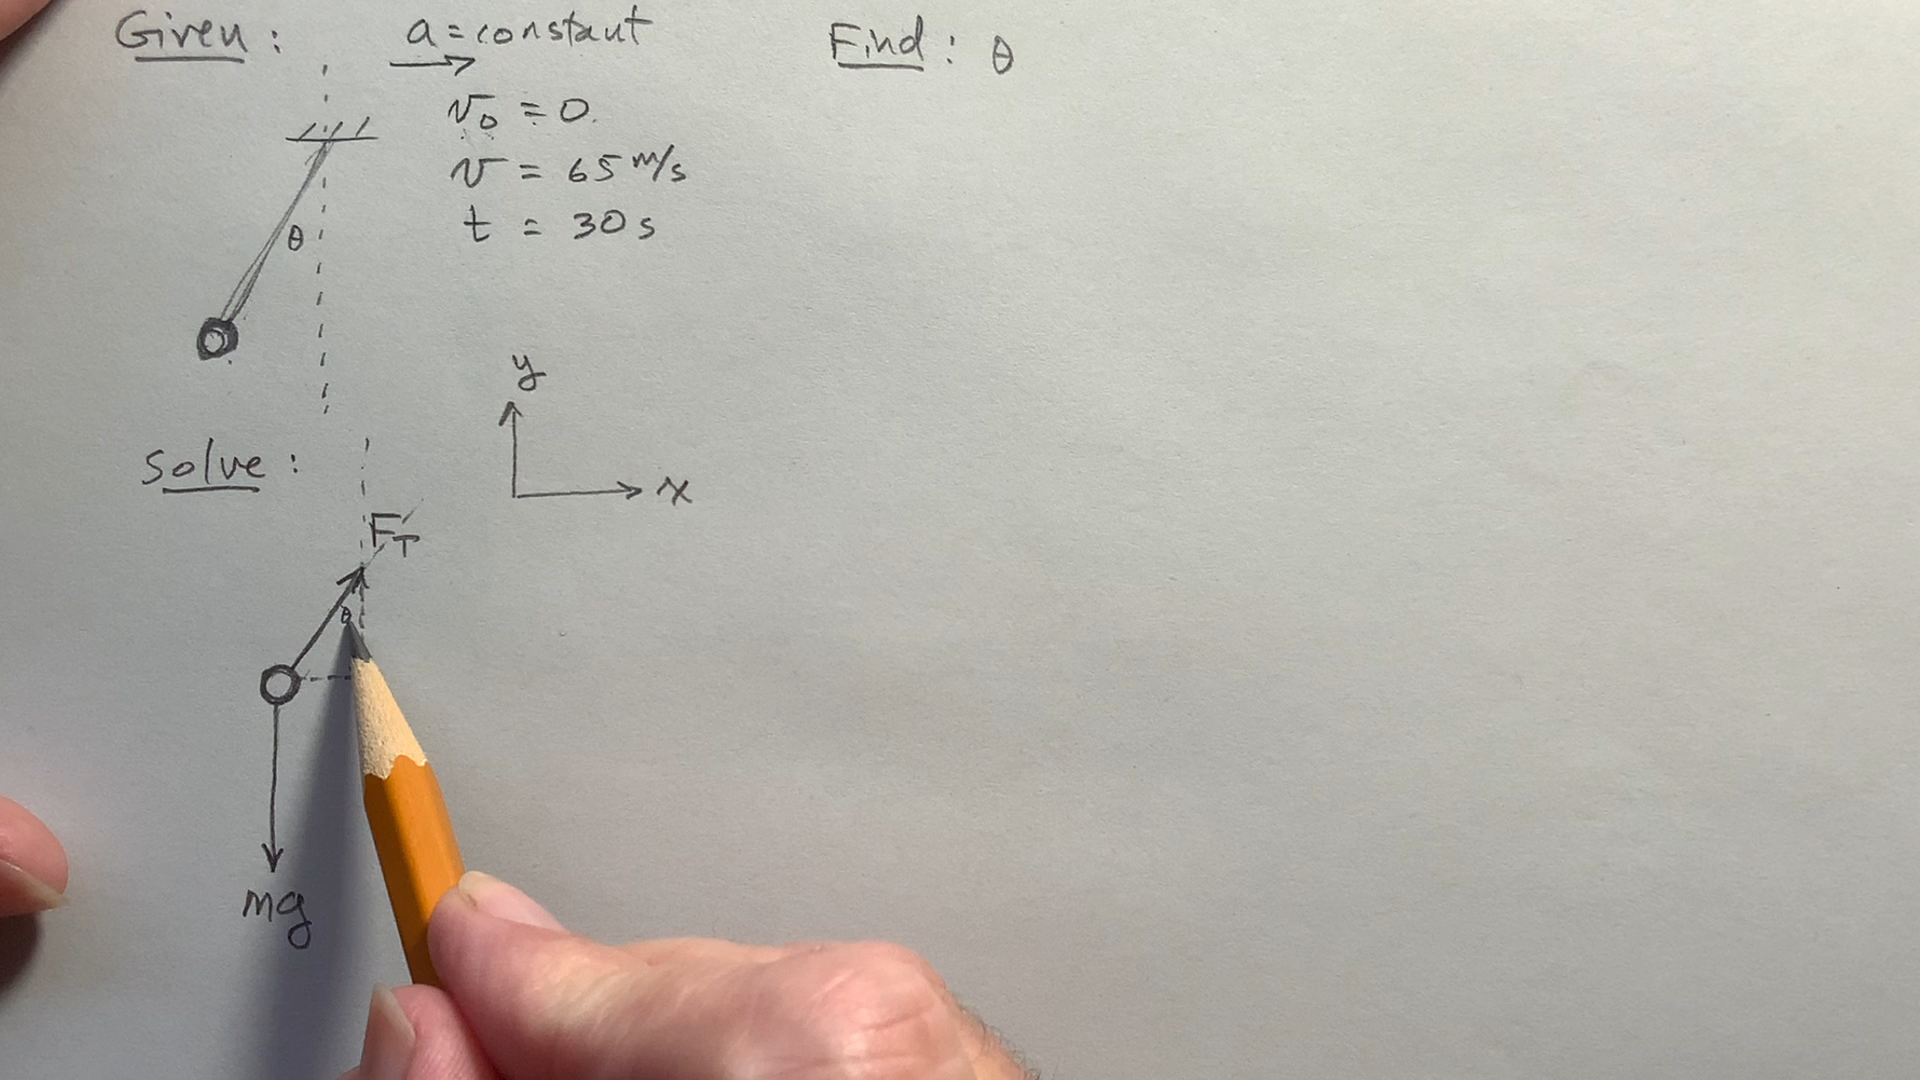 Given : a = constant
v₀ = 0
v = 65 m/s
t = 30 s
θ
Find : θ
Solve :
y
x
F_T
θ
mg